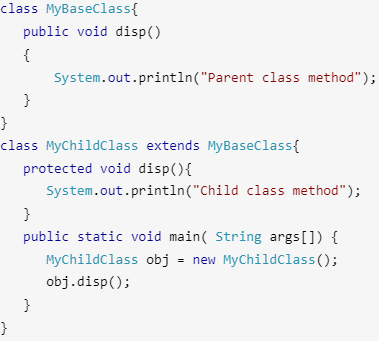 class MyBaseClass{
   public void disp()
   {
       System.out.println("Parent class method");
   }
}
class MyChildClass extends MyBaseClass{
   protected void disp(){
      System.out.println("Child class method");
   }
   public static void main( String args[]) {
      MyChildClass obj = new MyChildClass();
      obj.disp();
   }
}